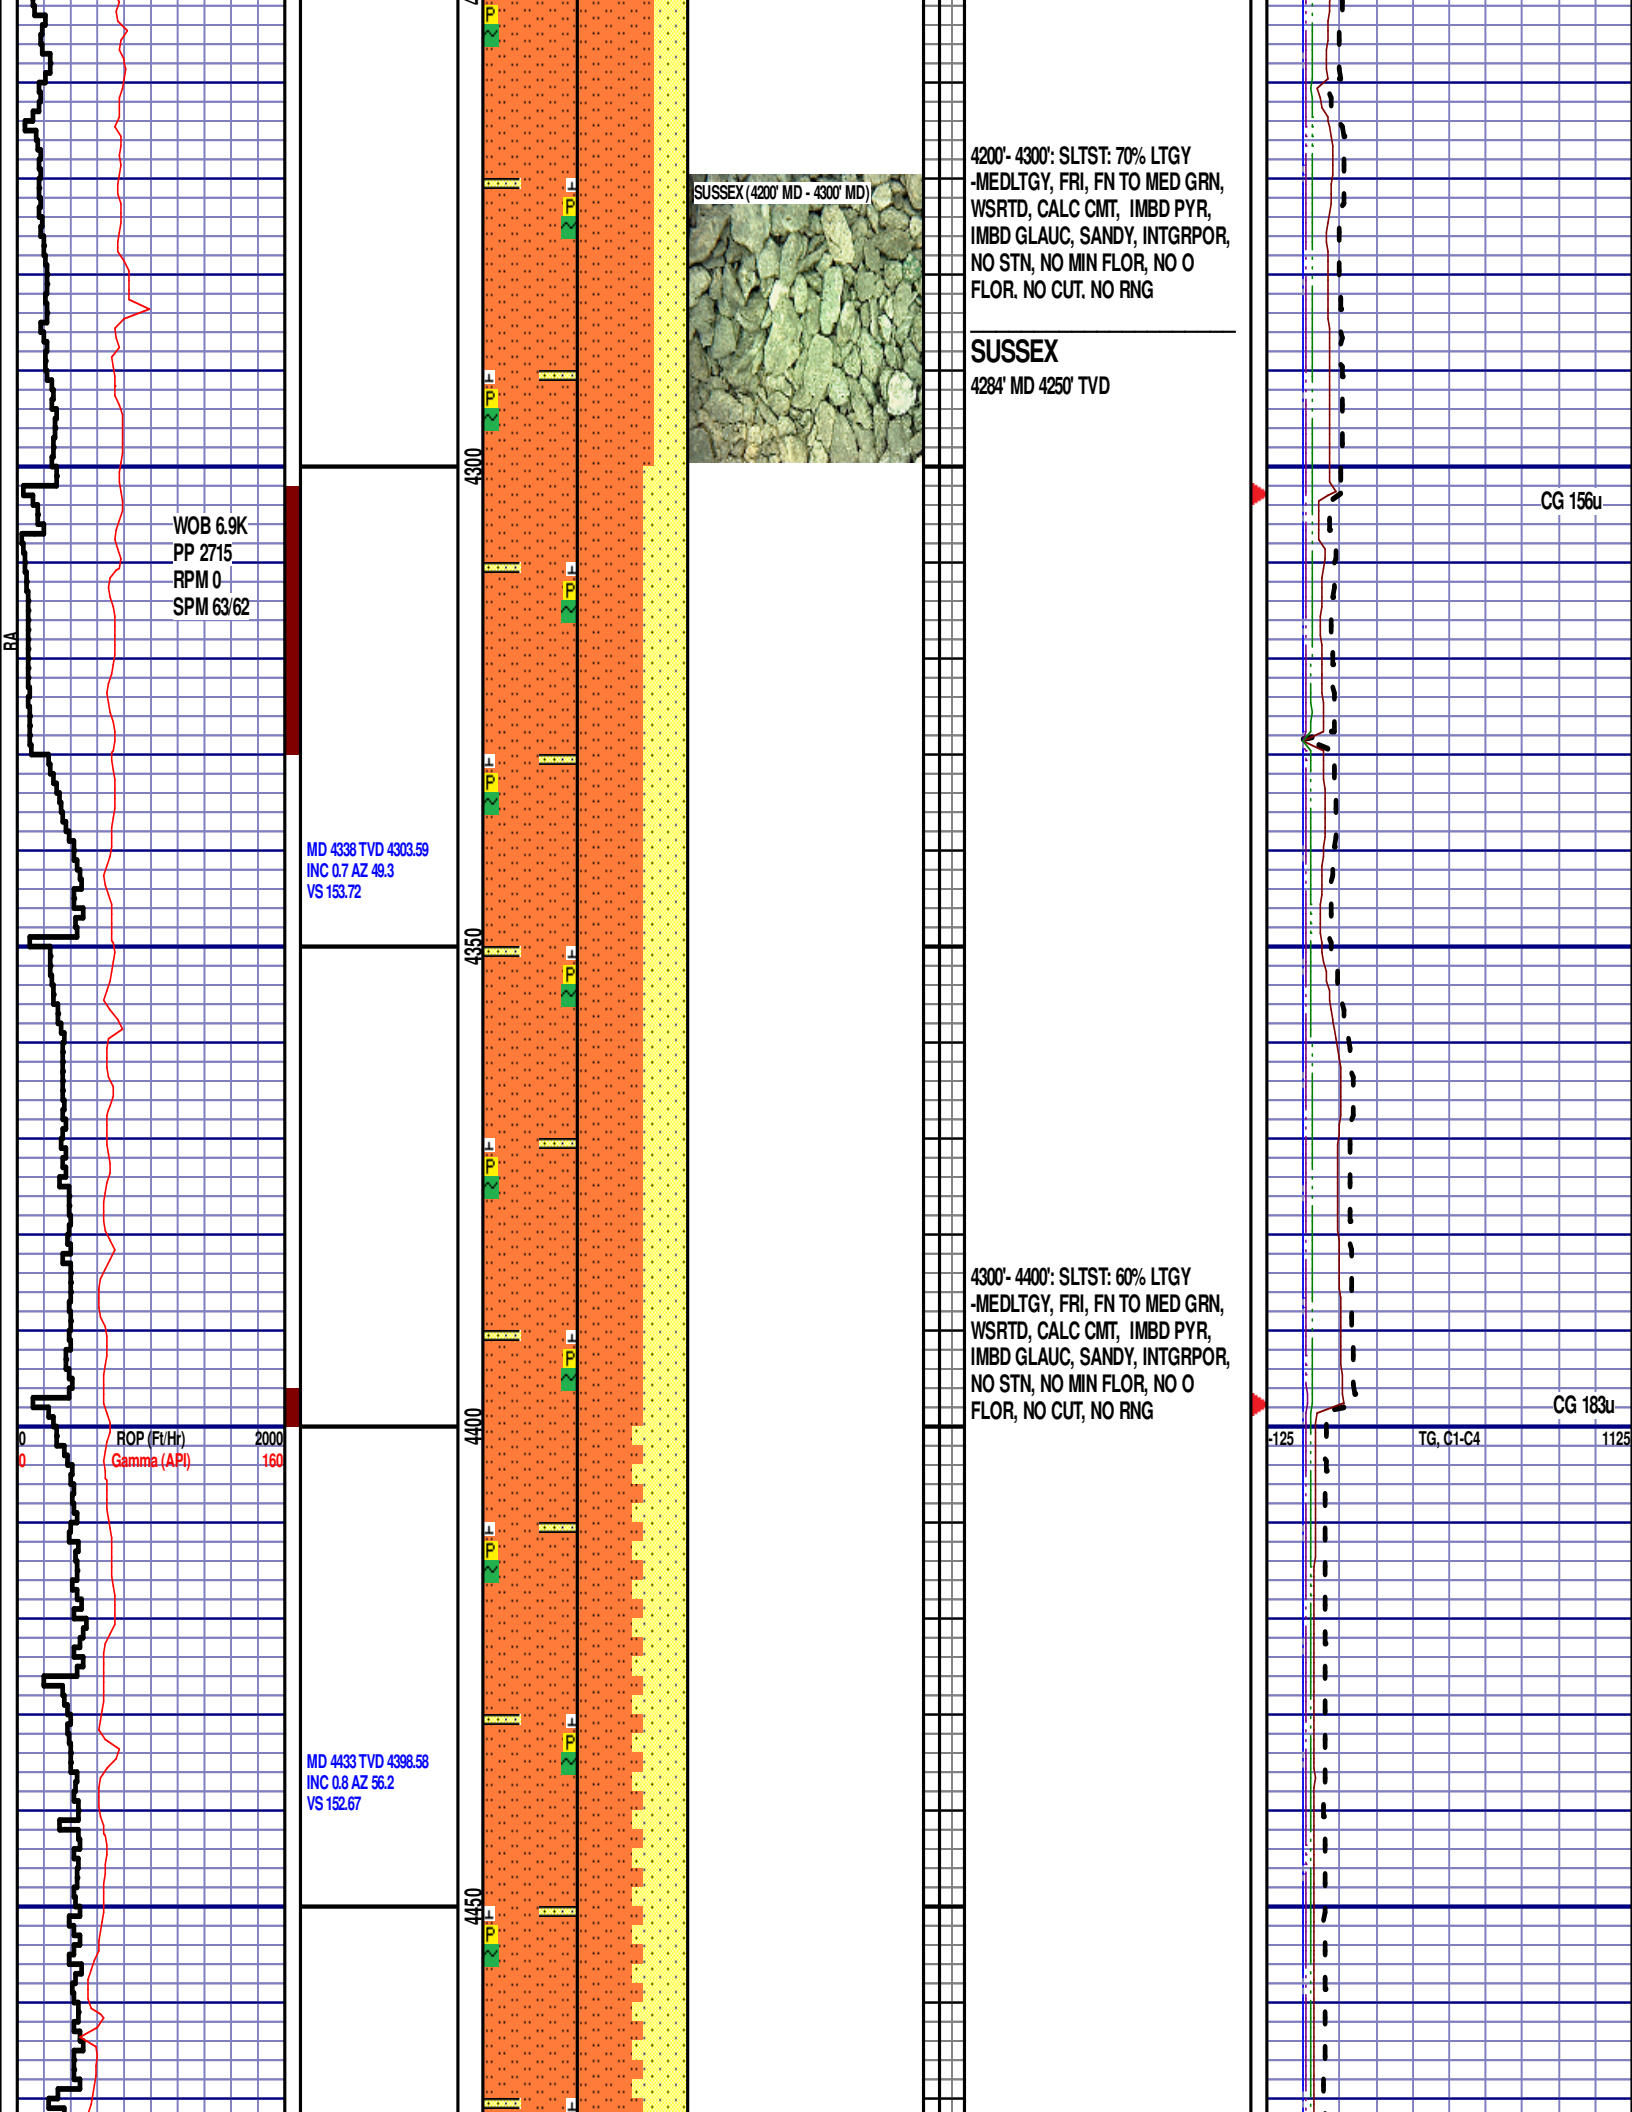 4200'- 4300': SLTST: 70% LTGY
-MEDLTGY, FRI, FN TO MED GRN,
WSRTD, CALC CMT, IMBD PYR,
IMBD GLAUC, SANDY, INTGRPOR,
NO STN, NO MIN FLOR, NO O
FLOR, NO CUT, NO RNG
SUSSEX (4200' MD - 4300' MD)
SUSSEX
4284' MD 4250' TVD
4300
CG 156u
WOB 6.9K
PP 2715
RPM 0
SPM 63/62
RA
MD 4338 TVD 4303.59
INC 0.7 AZ 49.3
VS 153.72
4350
4300'- 4400': SLTST: 60% LTGY
-MEDLTGY, FRI, FN TO MED GRN,
WSRTD, CALC CMT, IMBD PYR,
IMBD GLAUC, SANDY, INTGRPOR,
NO STN, NO MIN FLOR, NO O
FLOR, NO CUT, NO RNG
CG 183u
4400
0 ROP (Ft/Hr) 2000
0 Gamma (API) 160
-125 TG, C1-C4 1125
MD 4433 TVD 4398.58
INC 0.8 AZ 56.2
VS 152.67
4450
P
P
P
P
P
P
P
P
P
P
P